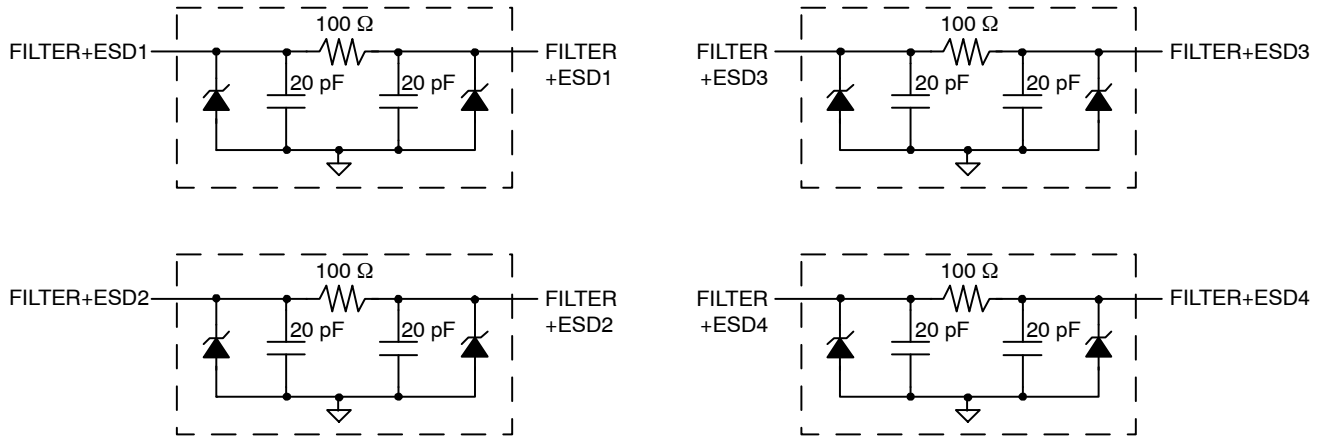 100 Ω
FILTER+ESD1
20 pF
20 pF
FILTER
+ESD1
100 Ω
FILTER
+ESD3
20 pF
20 pF
FILTER+ESD3
100 Ω
FILTER+ESD2
20 pF
20 pF
FILTER
+ESD2
100 Ω
FILTER
+ESD4
20 pF
20 pF
FILTER+ESD4